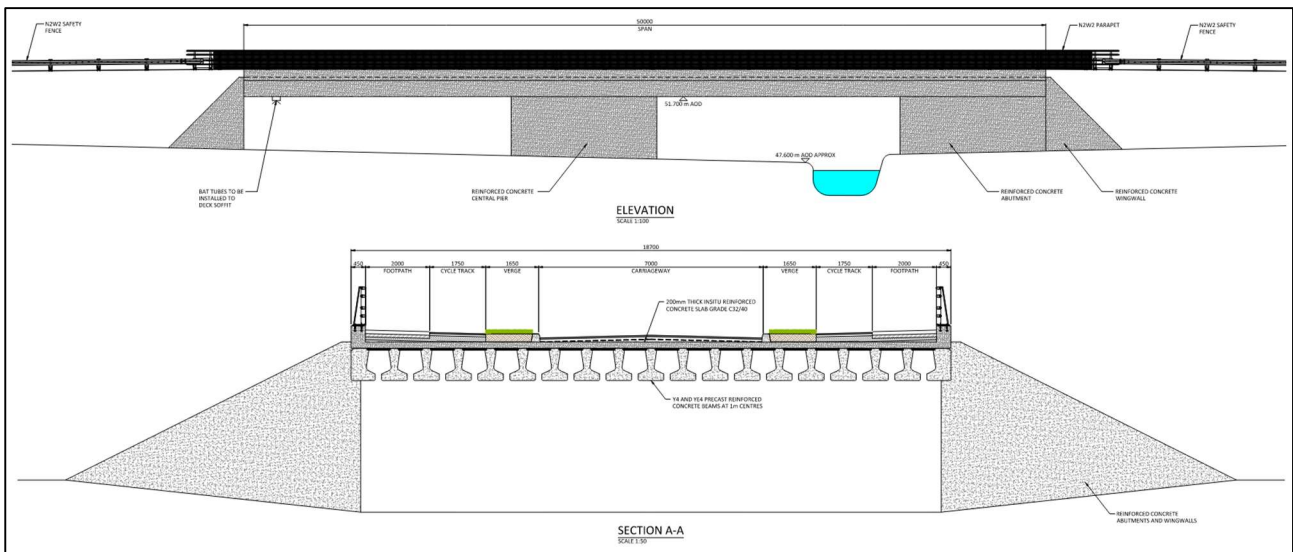 N2W2 SAFETY
FENCE
50000
SPAN
N2W2 PARAPET
N2W2 SAFETY
FENCE
51.700 m AOD
47.600 m AOD APPROX
BAT TUBES TO BE
INSTALLED TO
DECK SOFFIT
REINFORCED CONCRETE
CENTRAL PIER
REINFORCED CONCRETE
ABUTMENT
REINFORCED CONCRETE
WINGWALL
ELEVATION
SCALE 1:100
18700
450
2000
FOOTPATH
1750
CYCLE TRACK
1650
VERGE
7000
CARRIAGEWAY
1650
VERGE
1750
CYCLE TRACK
2000
FOOTPATH
450
200mm THICK INSITU REINFORCED
CONCRETE SLAB GRADE C32/40
Y4 AND YE4 PRECAST REINFORCED
CONCRETE BEAMS AT 1m CENTRES
REINFORCED CONCRETE
ABUTMENTS AND WINGWALLS
SECTION A-A
SCALE 1:50